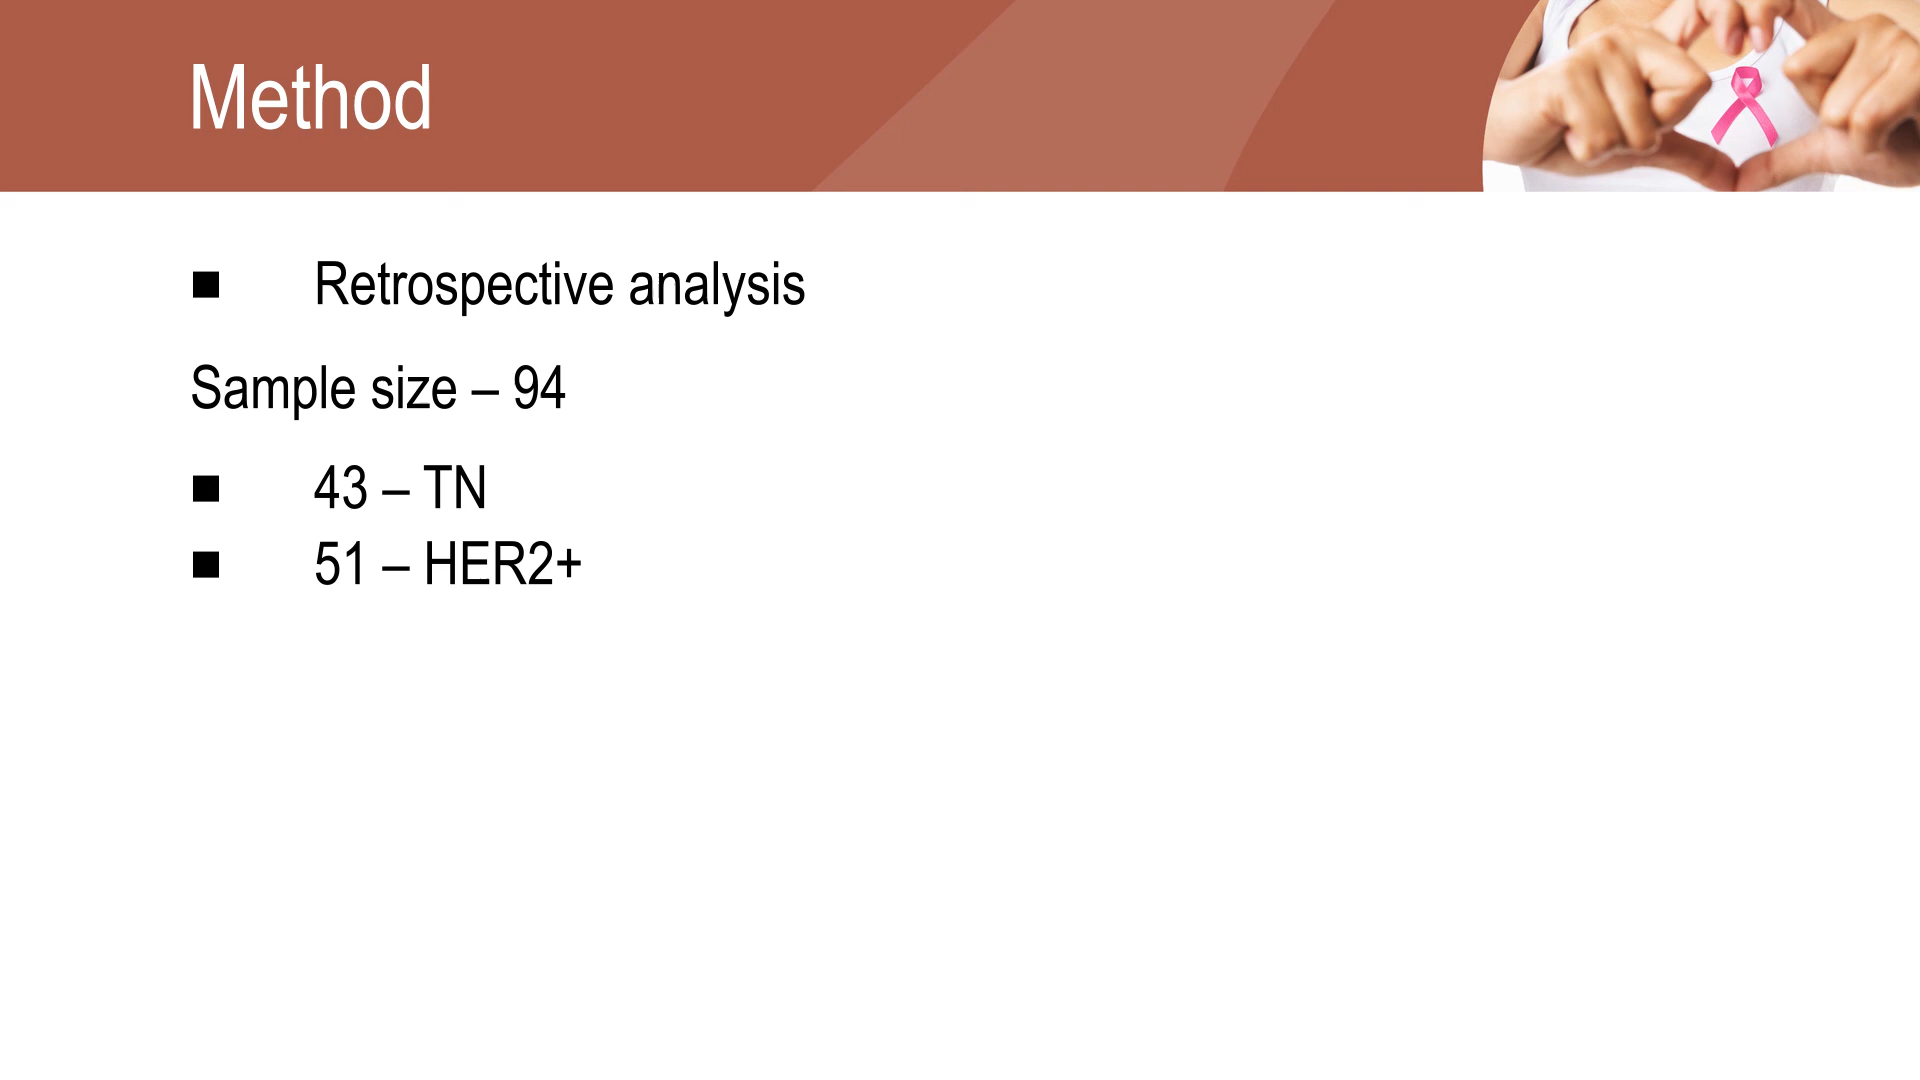 Method
■ Retrospective analysis
Sample size – 94
■ 43 – TN
■ 51 – HER2+